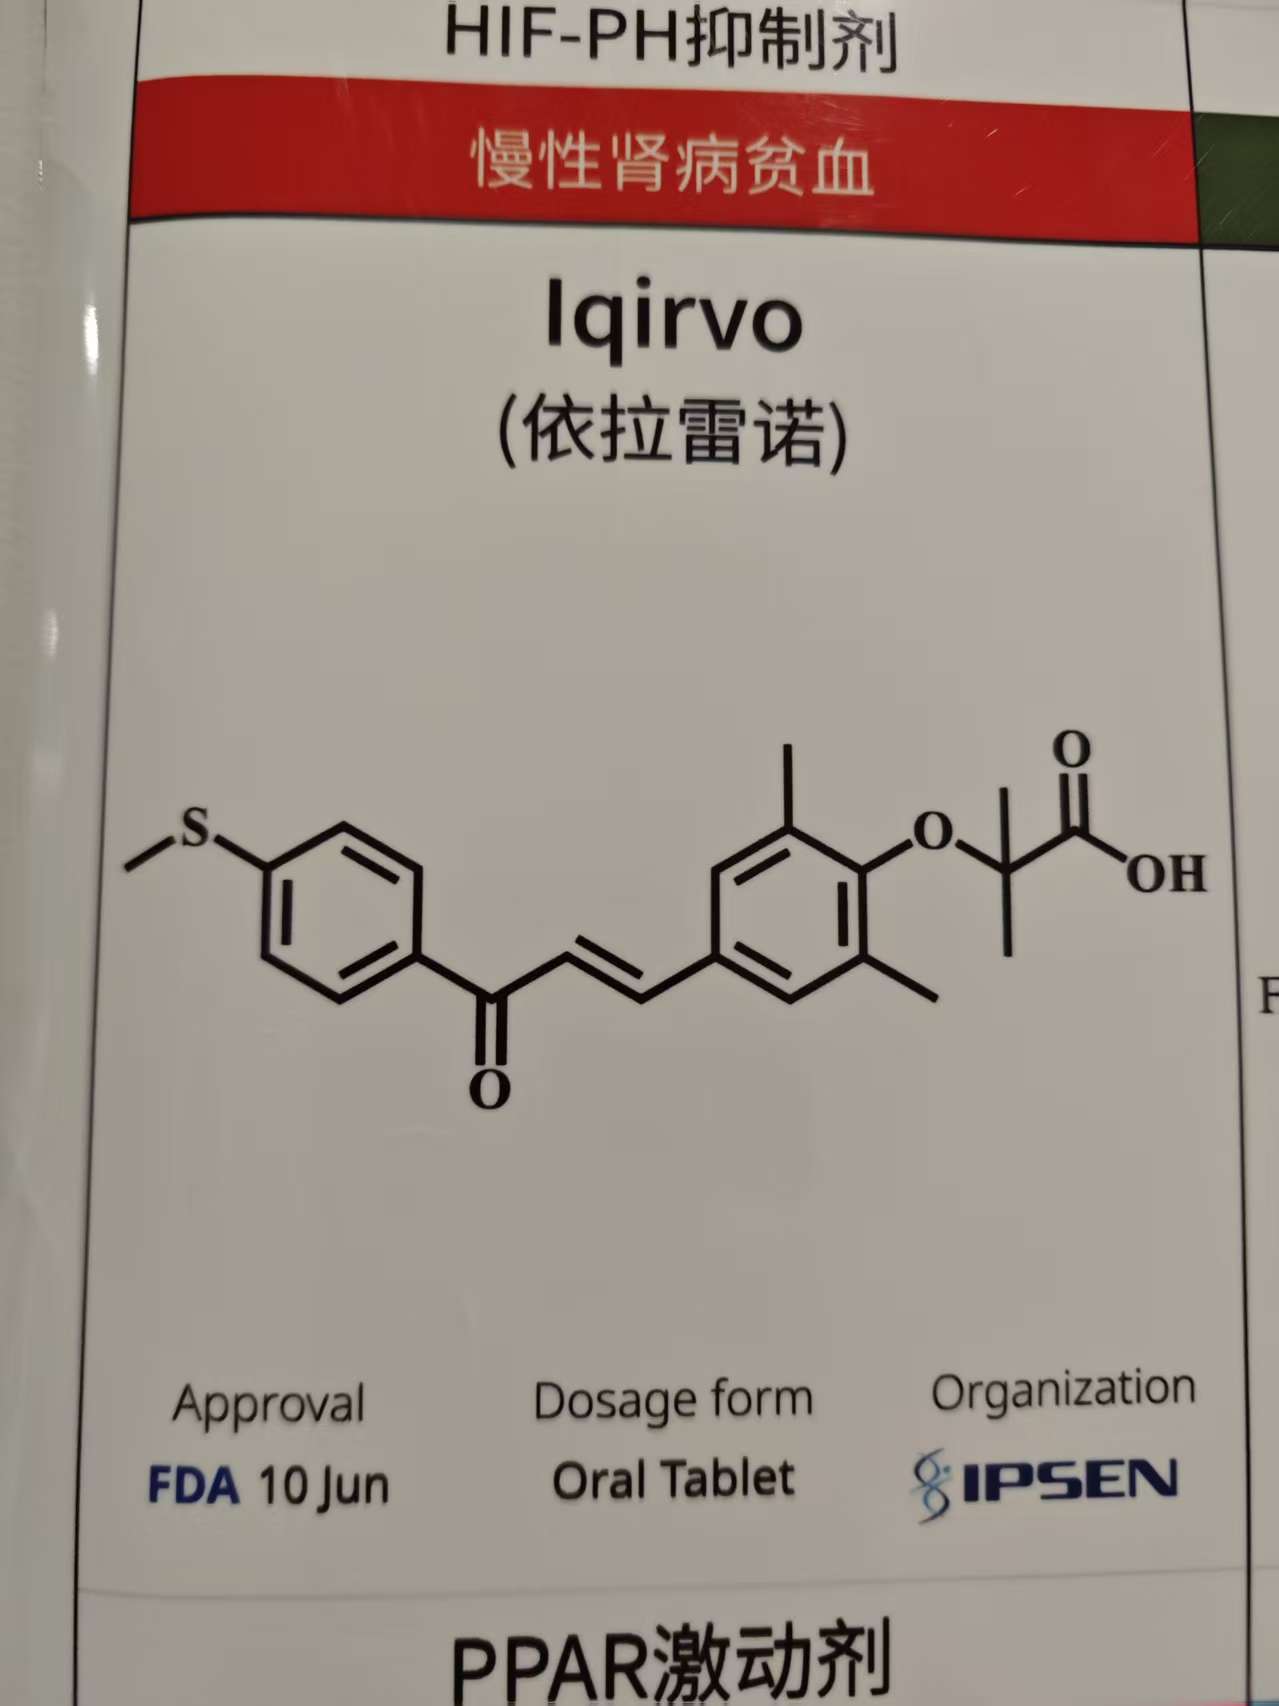 HIF-PH抑制剂
慢性肾病贫血
Iqirvo
(依拉雷诺)
O
S
O
OH
O
F
Approval
Dosage form
Organization
FDA 10 Jun
Oral Tablet
IPSEN
PPAR激动剂